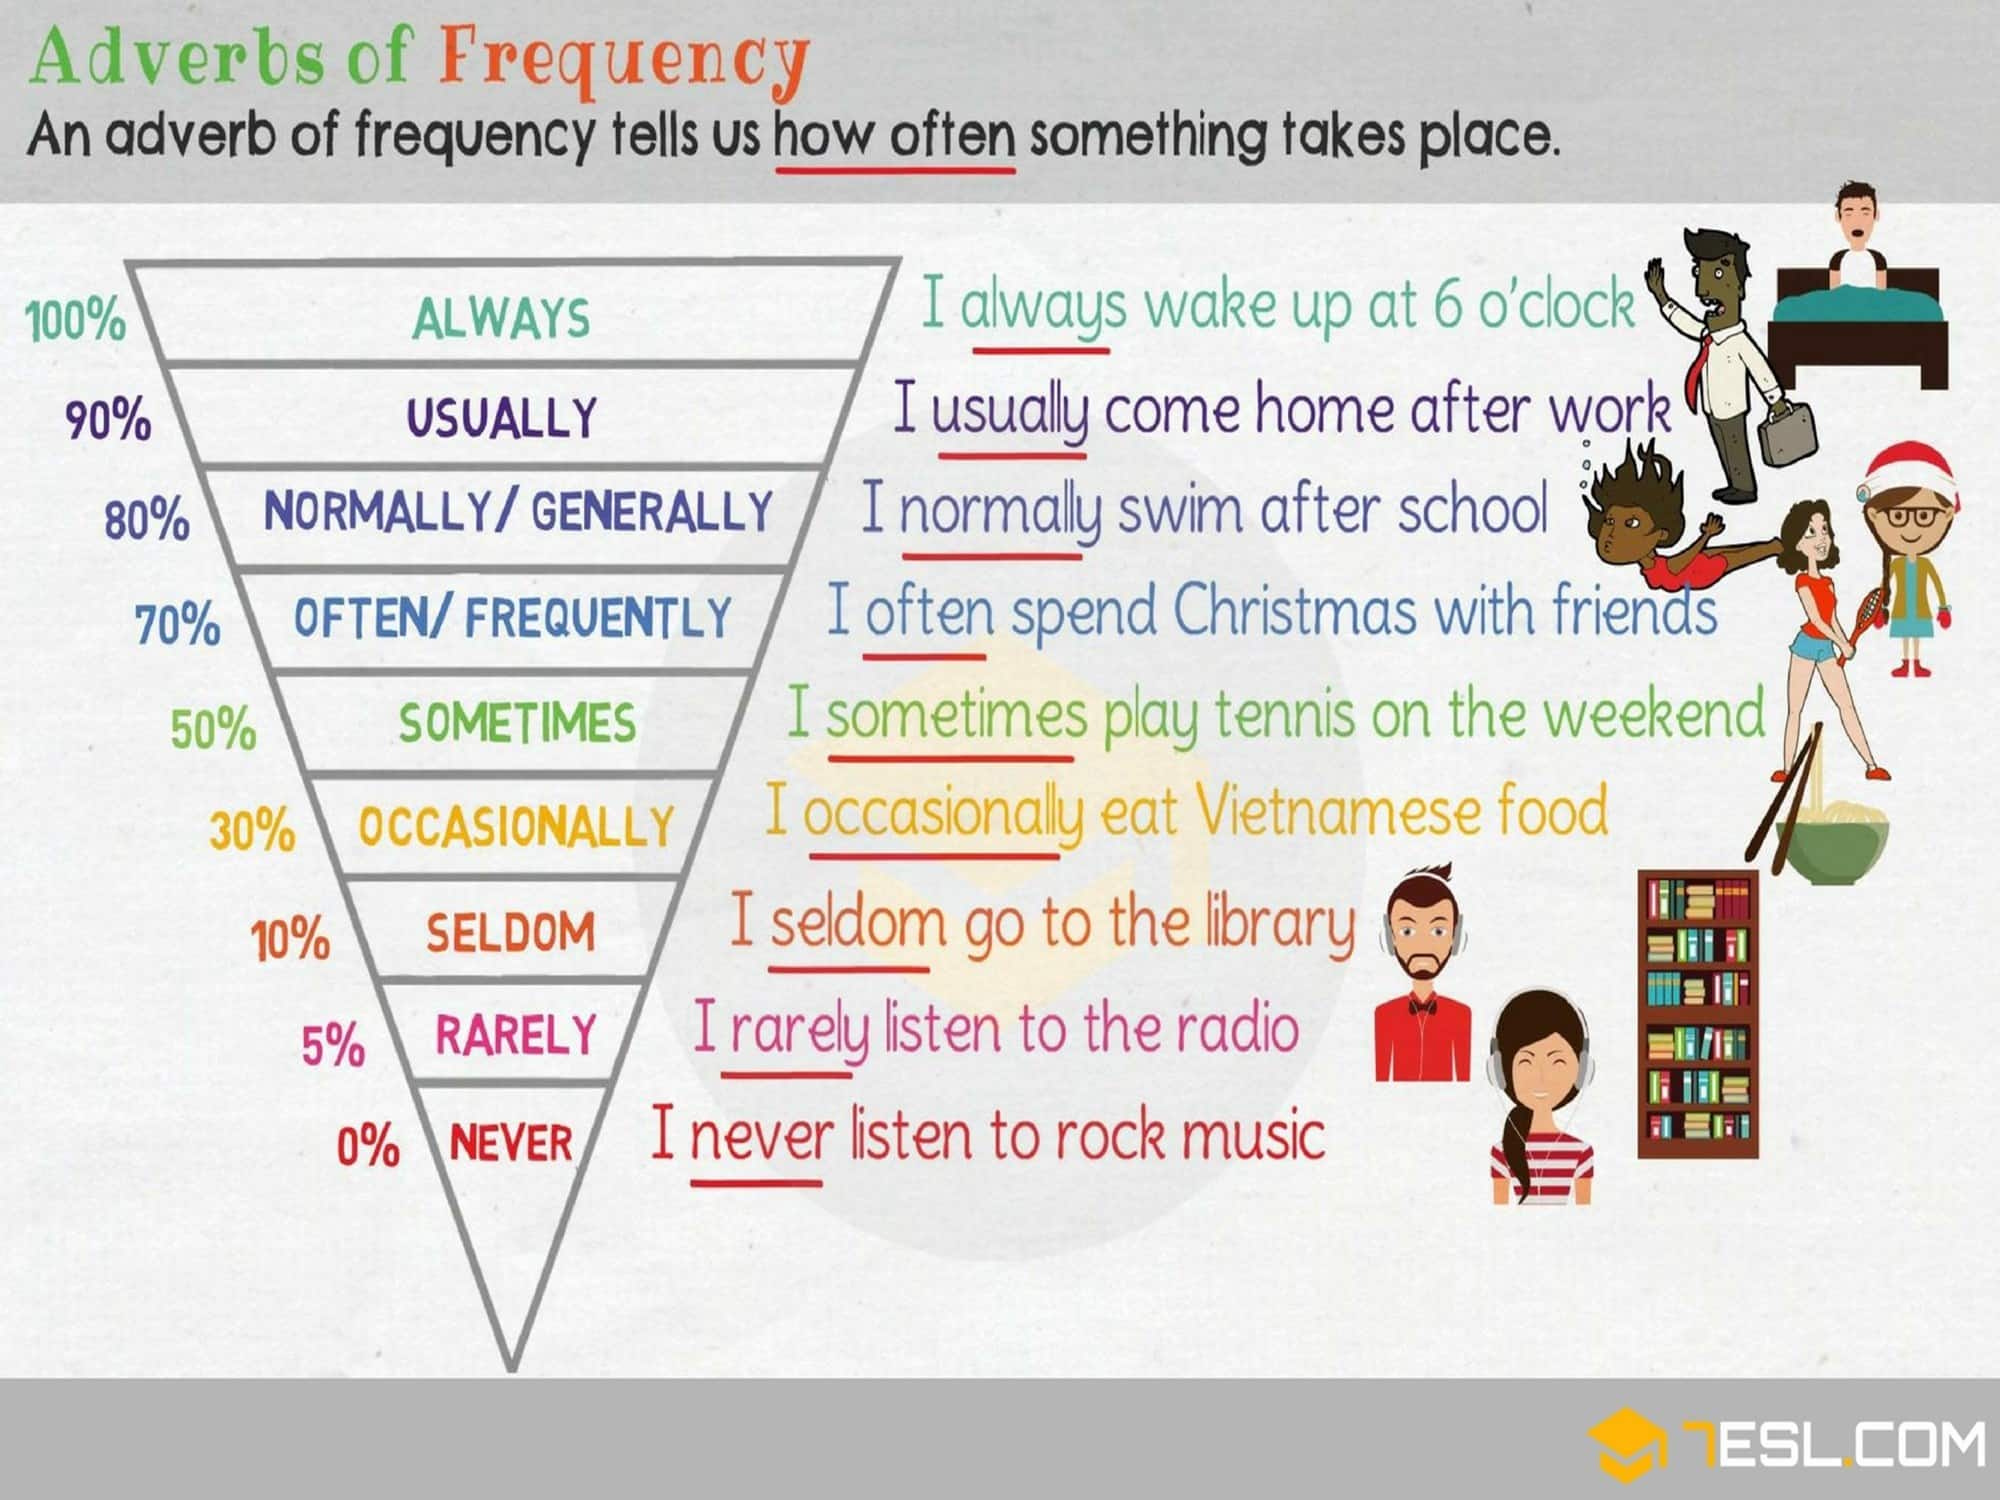 Adverbs of Frequency
An adverb of frequency tells us how often something takes place.
100% ALWAYS I always wake up at 6 o'clock
90% USUALLY I usually come home after work
80% NORMALLY/ GENERALLY I normally swim after school
70% OFTEN/ FREQUENTLY I often spend Christmas with friends
50% SOMETIMES I sometimes play tennis on the weekend
30% OCCASIONALLY I occasionally eat Vietnamese food
10% SELDOM I seldom go to the library
5% RARELY I rarely listen to the radio
0% NEVER I never listen to rock music
7ESL.COM